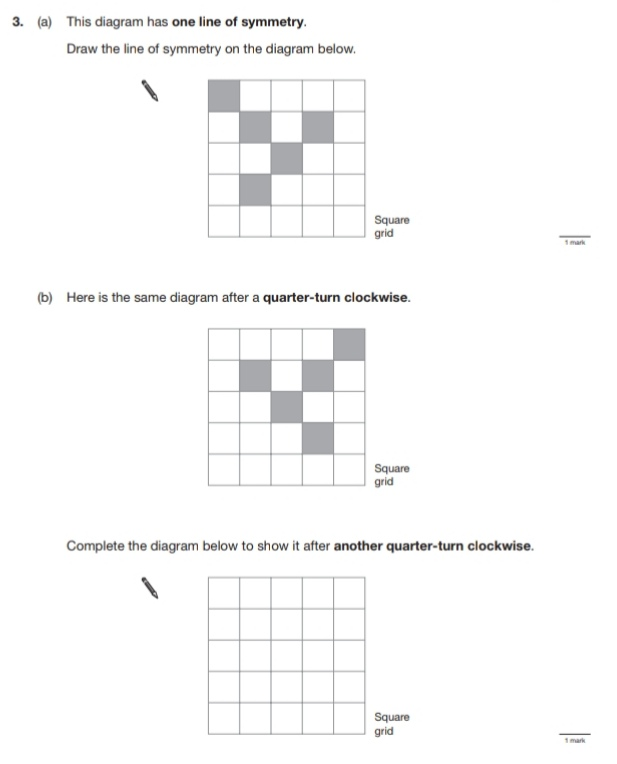 3. (a) This diagram has one line of symmetry.
Draw the line of symmetry on the diagram below.
Square
grid
1 mark
(b) Here is the same diagram after a quarter-turn clockwise.
Square
grid
Complete the diagram below to show it after another quarter-turn clockwise.
Square
grid
1 mark